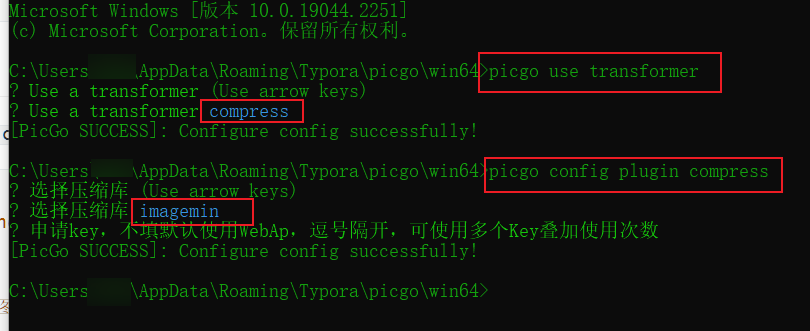 Microsoft Windows [版本 10.0.19044.2251]
(c) Microsoft Corporation。保留所有权利。
C:\Users\AppData\Roaming\Typora\picgo\win64>picgo use transformer
? Use a transformer (Use arrow keys)
? Use a transformer compress
[PicGo SUCCESS]: Configure config successfully!
C:\Users\AppData\Roaming\Typora\picgo\win64>picgo config plugin compress
? 选择压缩库 (Use arrow keys)
? 选择压缩库 imagemin
? 申请key，不填默认使用WebAp，逗号隔开，可使用多个Key叠加使用次数
[PicGo SUCCESS]: Configure config successfully!
C:\Users\AppData\Roaming\Typora\picgo\win64>